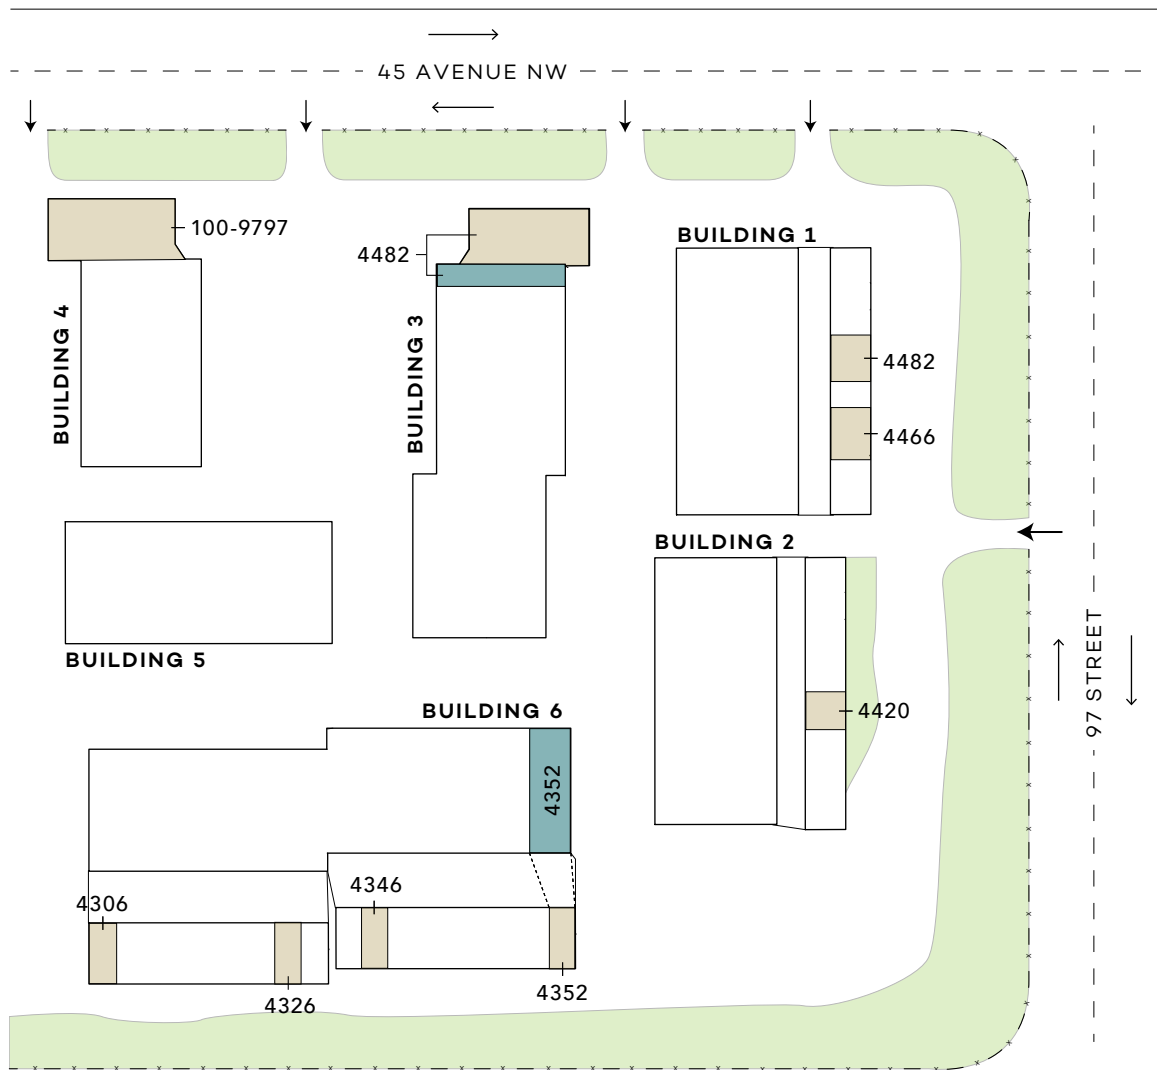 45 AVENUE NW
100-9797
4482
BUILDING 1
BUILDING 4
BUILDING 3
4482
4466
BUILDING 2
97 STREET
BUILDING 5
BUILDING 6
4420
4352
4346
4306
4352
4326